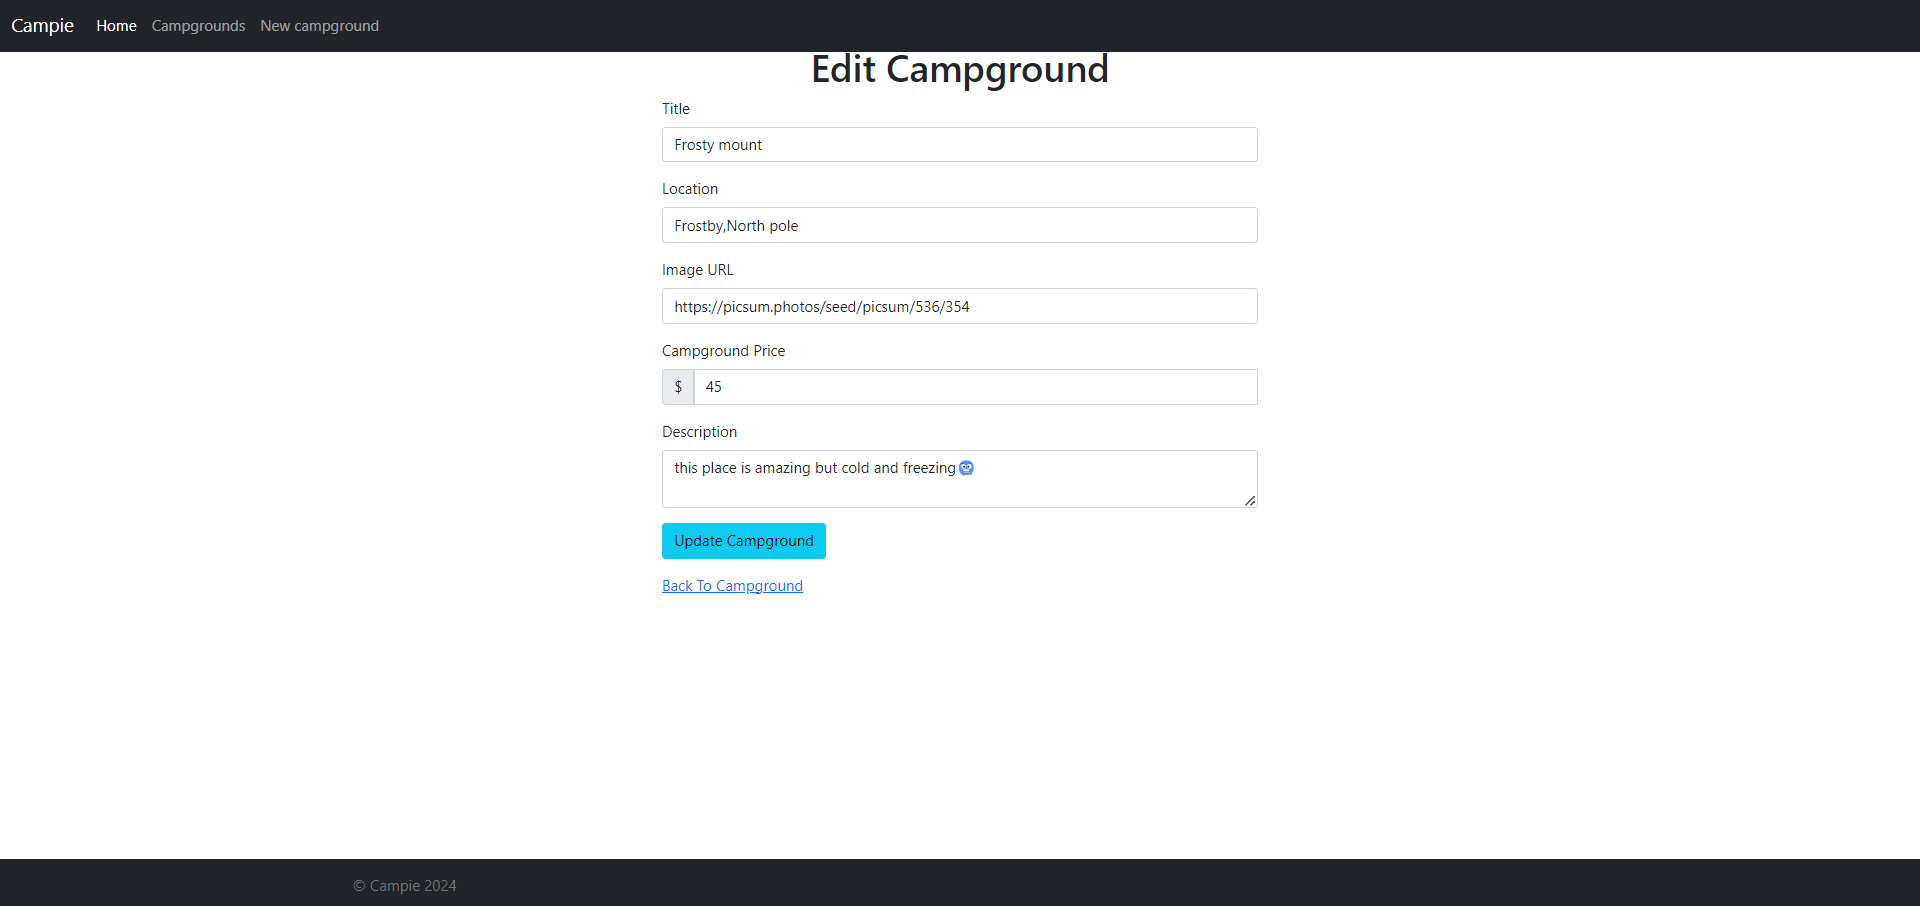 Campie Home Campgrounds New campground
Edit Campground
Title
Frosty mount
Location
Frostby,North pole
Image URL
https://picsum.photos/seed/picsum/536/354
Campground Price
$ 45
Description
this place is amazing but cold and freezing🥶
Update Campground
Back To Campground
© Campie 2024